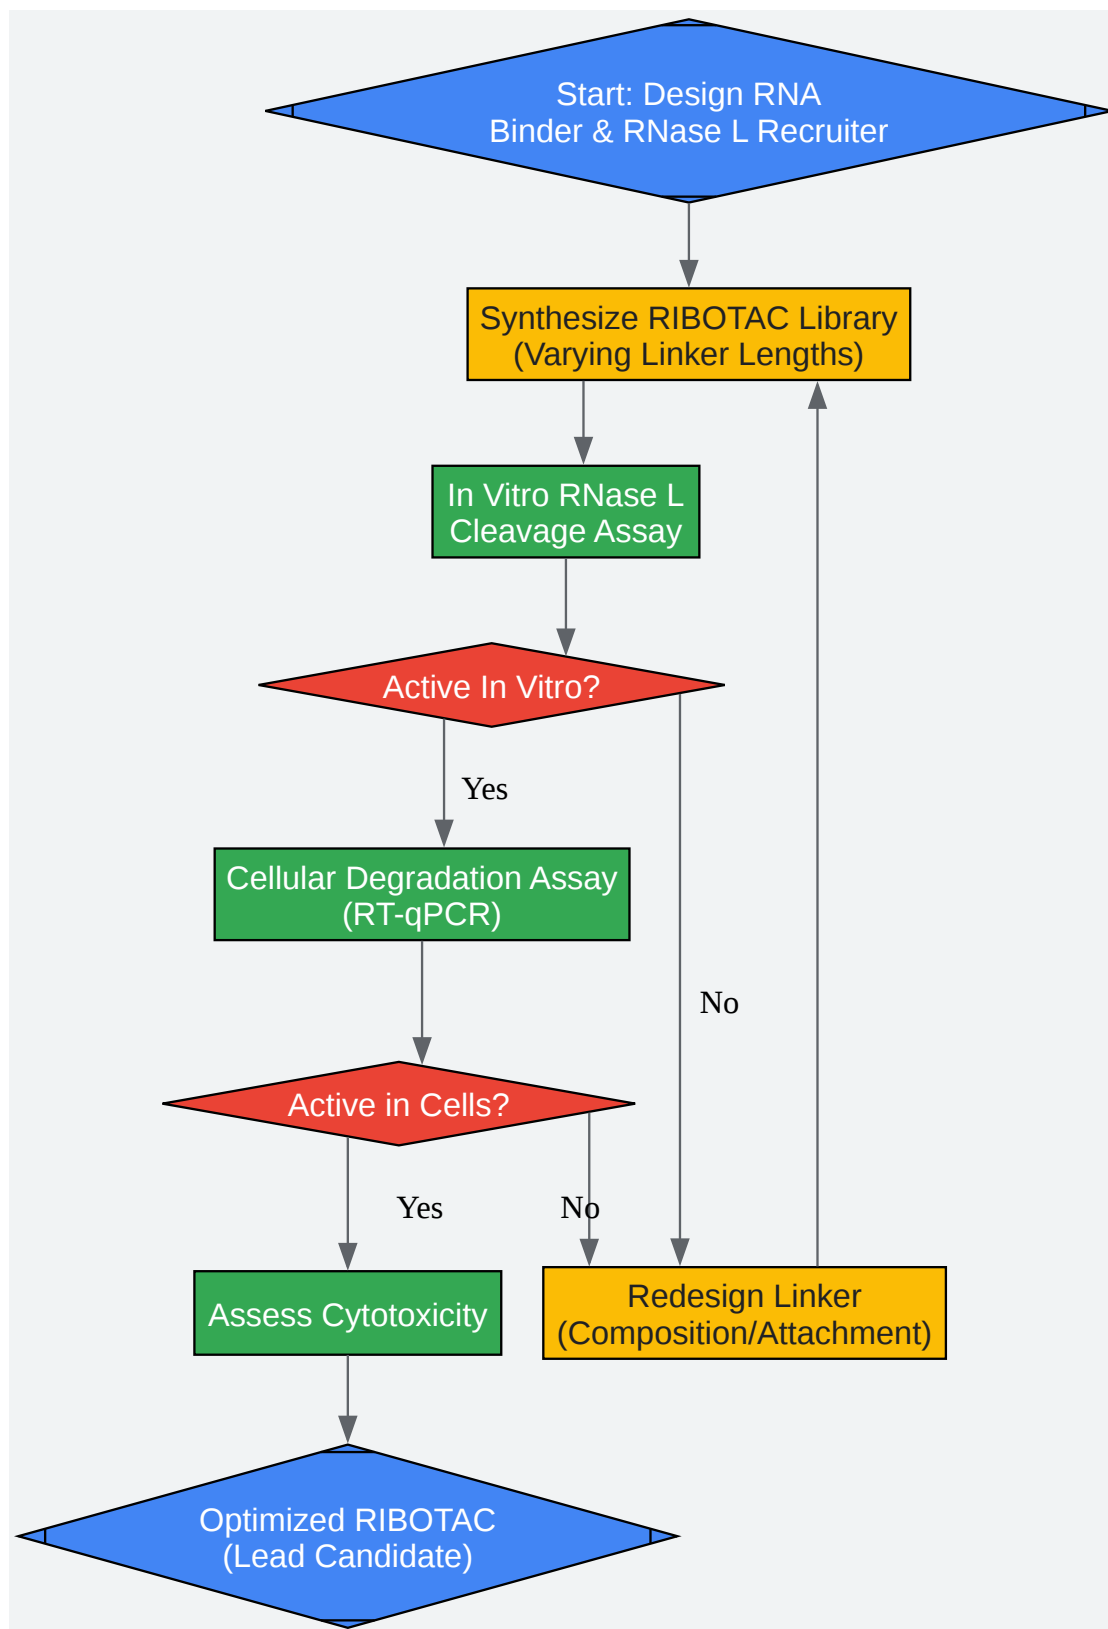 Start: Design RNA
Binder & RNase L Recruiter
Synthesize RIBOTAC Library
(Varying Linker Lengths)
In Vitro RNase L
Cleavage Assay
Active In Vitro?
Yes
Cellular Degradation Assay
(RT-qPCR)
No
Active in Cells?
Yes
No
Assess Cytotoxicity
Redesign Linker
(Composition/Attachment)
Optimized RIBOTAC
(Lead Candidate)